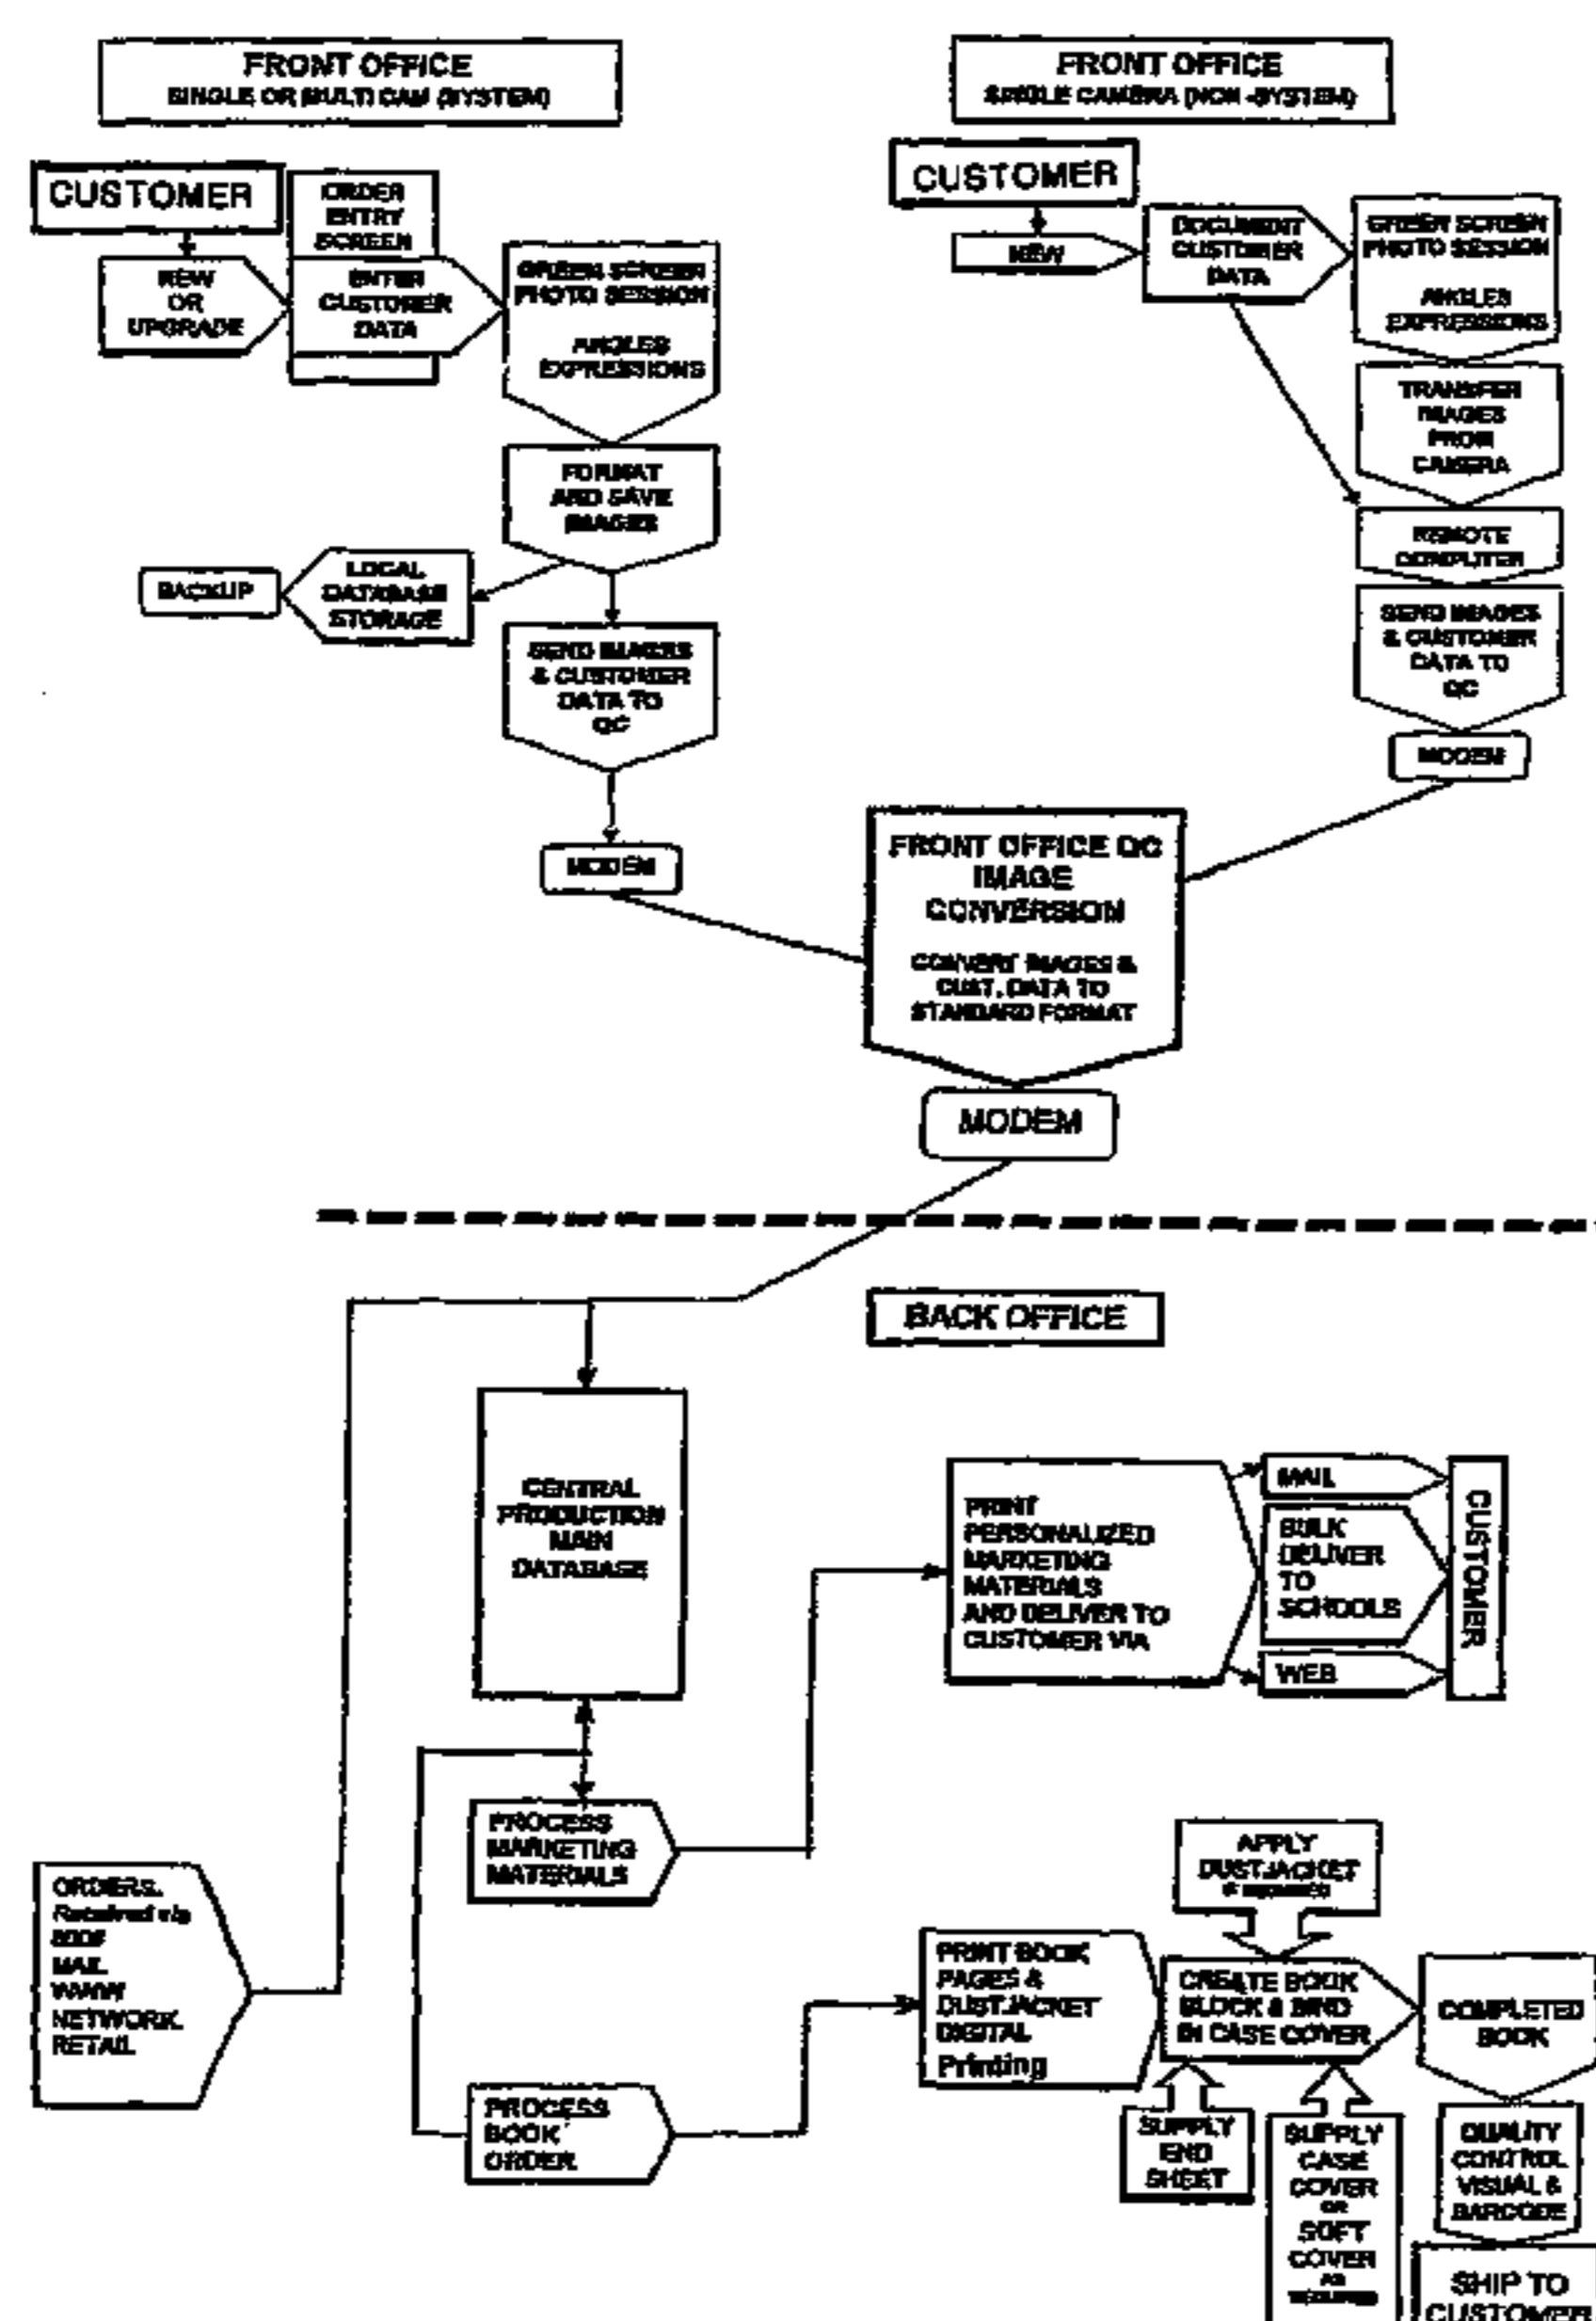 FRONT OFFICE
SINGLE OR MULTI CAM (SYSTEM)
CUSTOMER
NEW
OR
UPGRADE
ORDER
ENTRY
SCREEN
ENTER
CUSTOMER
DATA
GREEN SCREEN
PHOTO SESSION
ANGLES
EXPRESSIONS
FORMAT
AND SAVE
IMAGES
LOCAL
DATABASE
STORAGE
BACKUP
SEND IMAGES
& CUSTOMER
DATA TO
QC
MODEM
FRONT OFFICE
SINGLE CAMERA (NON-SYSTEM)
CUSTOMER
NEW
DOCUMENT
CUSTOMER
DATA
GREEN SCREEN
PHOTO SESSION
ANGLES
EXPRESSIONS
TRANSFER
IMAGES
FROM
CAMERA
REMOTE
COMPUTER
SEND IMAGES
& CUSTOMER
DATA TO
QC
MODEM
FRONT OFFICE QC
IMAGE
CONVERSION
CONVERT IMAGES &
CUST. DATA TO
STANDARD FORMAT
MODEM
BACK OFFICE
CENTRAL
PRODUCTION
MAIN
DATABASE
PRINT
PERSONALIZED
MARKETING
MATERIALS
AND DELIVER TO
CUSTOMER VIA
MAIL
BULK
DELIVER
TO
SCHOOLS
WEB
CUSTOMER
PROCESS
MARKETING
MATERIALS
ORDERS.
Received via
MAIL
WWW
NETWORK.
RETAIL
PROCESS
BOOK
ORDER.
PRINT BOOK
PAGES &
DUSTJACKET
DIGITAL
Printing
APPLY
DUSTJACKET
CREATE BOOK
BLOCK & BIND
IN CASE COVER
SUPPLY
END
SHEET
SUPPLY
CASE
COVER
OR
SOFT
COVER
AS
REQUIRED
COMPLETED
BOOK
QUALITY
CONTROL
VISUAL &
BARCODE
SHIP TO
CUSTOMER